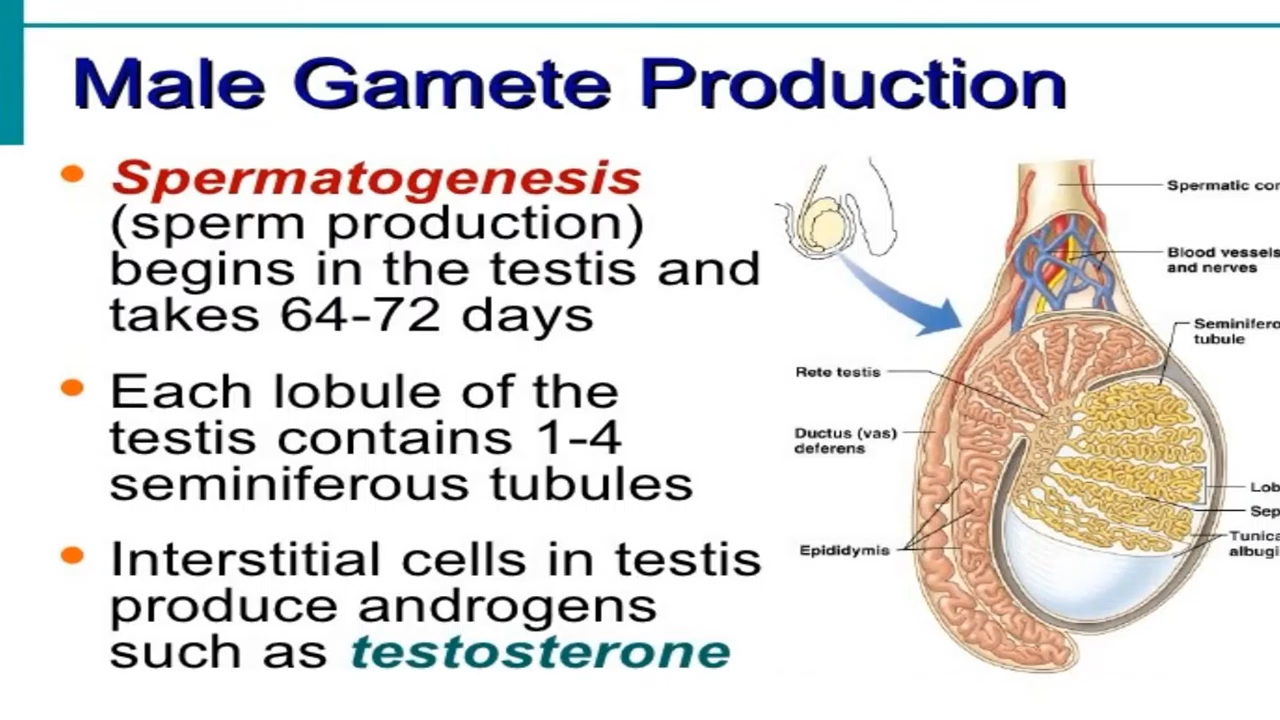 Male Gamete Production
• Spermatogenesis
(sperm production)
begins in the testis and
takes 64-72 days
• Each lobule of the
testis contains 1-4
seminiferous tubules
• Interstitial cells in testis
produce androgens
such as testosterone
Spermatic cor
Blood vessels
and nerves
Seminifero
tubule
Rete testis
Ductus (vas)
deferens
Lob
Sep
Tunica
albugi
Epididymis